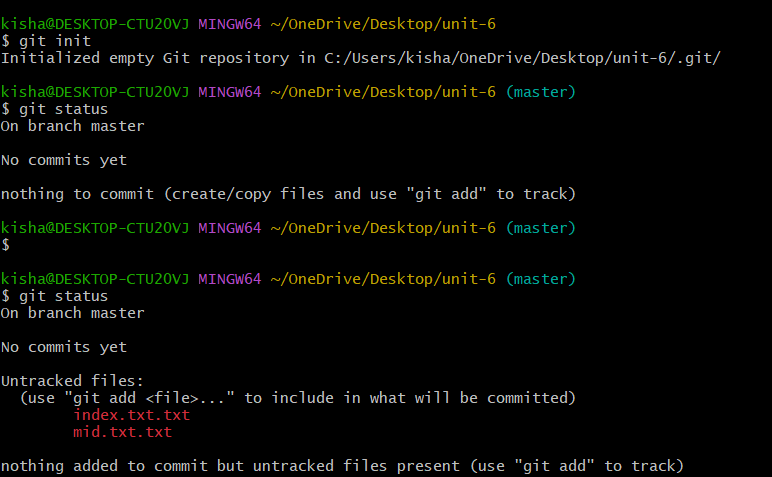 kisha@DESKTOP-CTU2OVJ MINGW64 ~/OneDrive/Desktop/unit-6
$ git init
Initialized empty Git repository in C:/Users/kisha/OneDrive/Desktop/unit-6/.git/
kisha@DESKTOP-CTU2OVJ MINGW64 ~/OneDrive/Desktop/unit-6 (master)
$ git status
On branch master
No commits yet
nothing to commit (create/copy files and use "git add" to track)
kisha@DESKTOP-CTU2OVJ MINGW64 ~/OneDrive/Desktop/unit-6 (master)
$
kisha@DESKTOP-CTU2OVJ MINGW64 ~/OneDrive/Desktop/unit-6 (master)
$ git status
On branch master
No commits yet
Untracked files:
  (use "git add <file>..." to include in what will be committed)
        index.txt.txt
        mid.txt.txt
nothing added to commit but untracked files present (use "git add" to track)